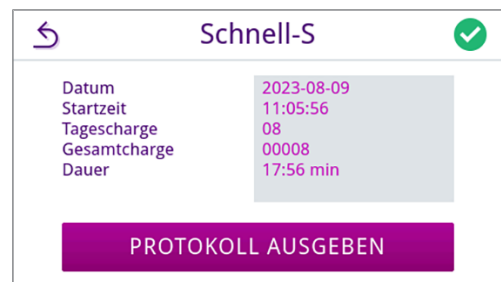 Schnell-S
Datum 2023-08-09
Startzeit 11:05:56
Tagescharge 08
Gesamtcharge 00008
Dauer 17:56 min
PROTOKOLL AUSGEBEN